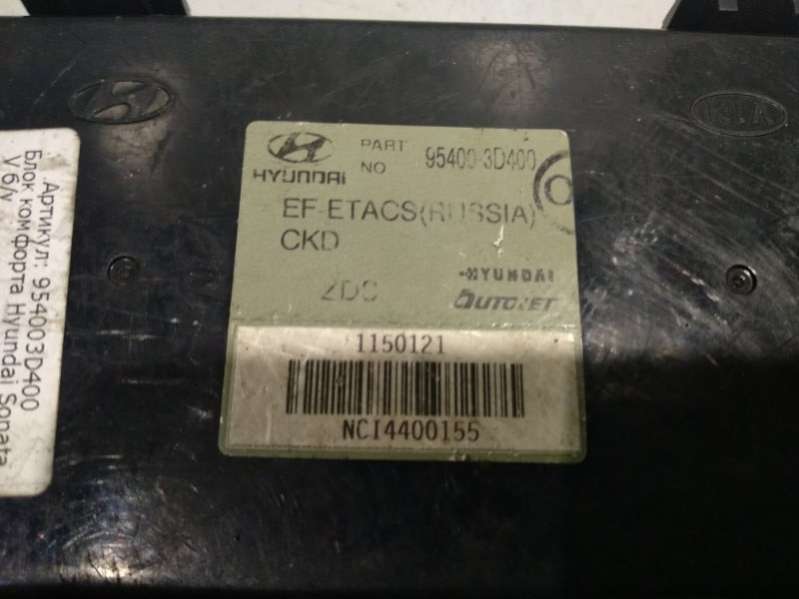 KIA
HYUNDAI
PART NO 95400-3D400
EF-ETACS(RUSSIA)
CKD
HYUNDAI
AUTONET
1150121
NCI4400155
Артикул: 954003D400
Блок комфорта Hyundai Sonata
V б/у